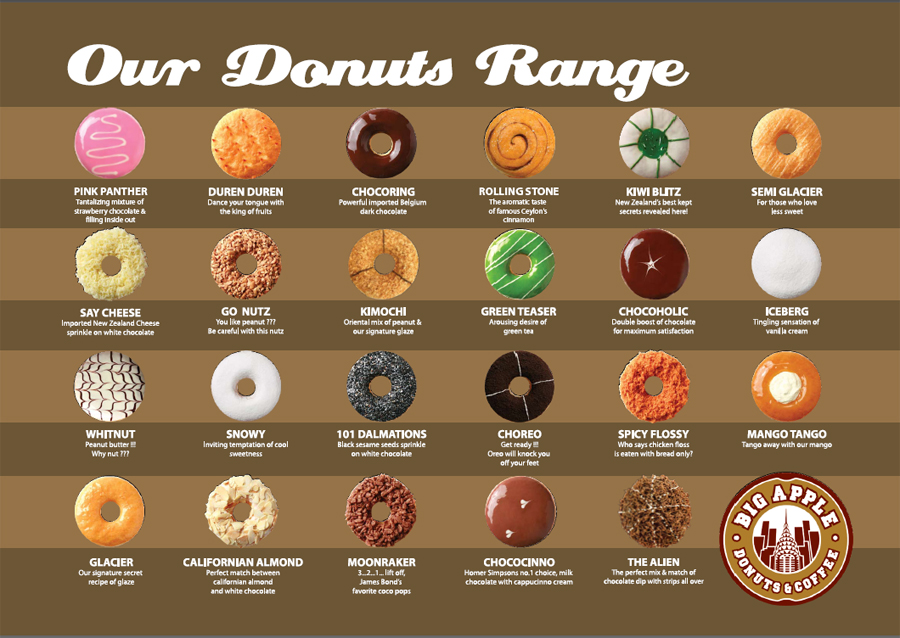 Our Donuts Range
PINK PANTHER
Tantalizing mixture of
strawberry chocolate &
filling inside out
DUREN DUREN
Dance your tongue with
the king of fruits
CHOCORING
Powerful imported Belgium
dark chocolate
ROLLING STONE
The aromatic taste
of famous Ceylon's
cinnamon
KIWI BLITZ
New Zealand's best kept
secrets revealed here!
SEMI GLACIER
For those who love
less sweet
SAY CHEESE
Imported New Zealand Cheese
sprinkle on white chocolate
GO NUTZ
You like peanut ???
Be careful with this nutz
KIMOCHI
Oriental mix of peanut &
our signature glaze
GREEN TEASER
Arousing desire of
green tea
CHOCOHOLIC
Double boost of chocolate
for maximum satisfaction
ICEBERG
Tingling sensation of
vanilla cream
WHITNUT
Peanut butter !!!
Why nut ???
SNOWY
Inviting temptation of cool
sweetness
101 DALMATIONS
Black sesame seeds sprinkle
on white chocolate
CHOREO
Get ready !!!
Oreo will knock you
off your feet
SPICY FLOSSY
Who says chicken floss
is eaten with bread only?
MANGO TANGO
Tango away with our mango
GLACIER
Our signature secret
recipe of glaze
CALIFORNIAN ALMOND
Perfect match between
californian almond
and white chocolate
MOONRAKER
3...2...1... lift off,
James Bond's
favorite coco pops
CHOCOCINNO
Homer Simpsons no.1 choice, milk
chocolate with cappucinno cream
THE ALIEN
The perfect mix & match of
chocolate dip with strips all over
BIG APPLE
DONUTS & COFFEE